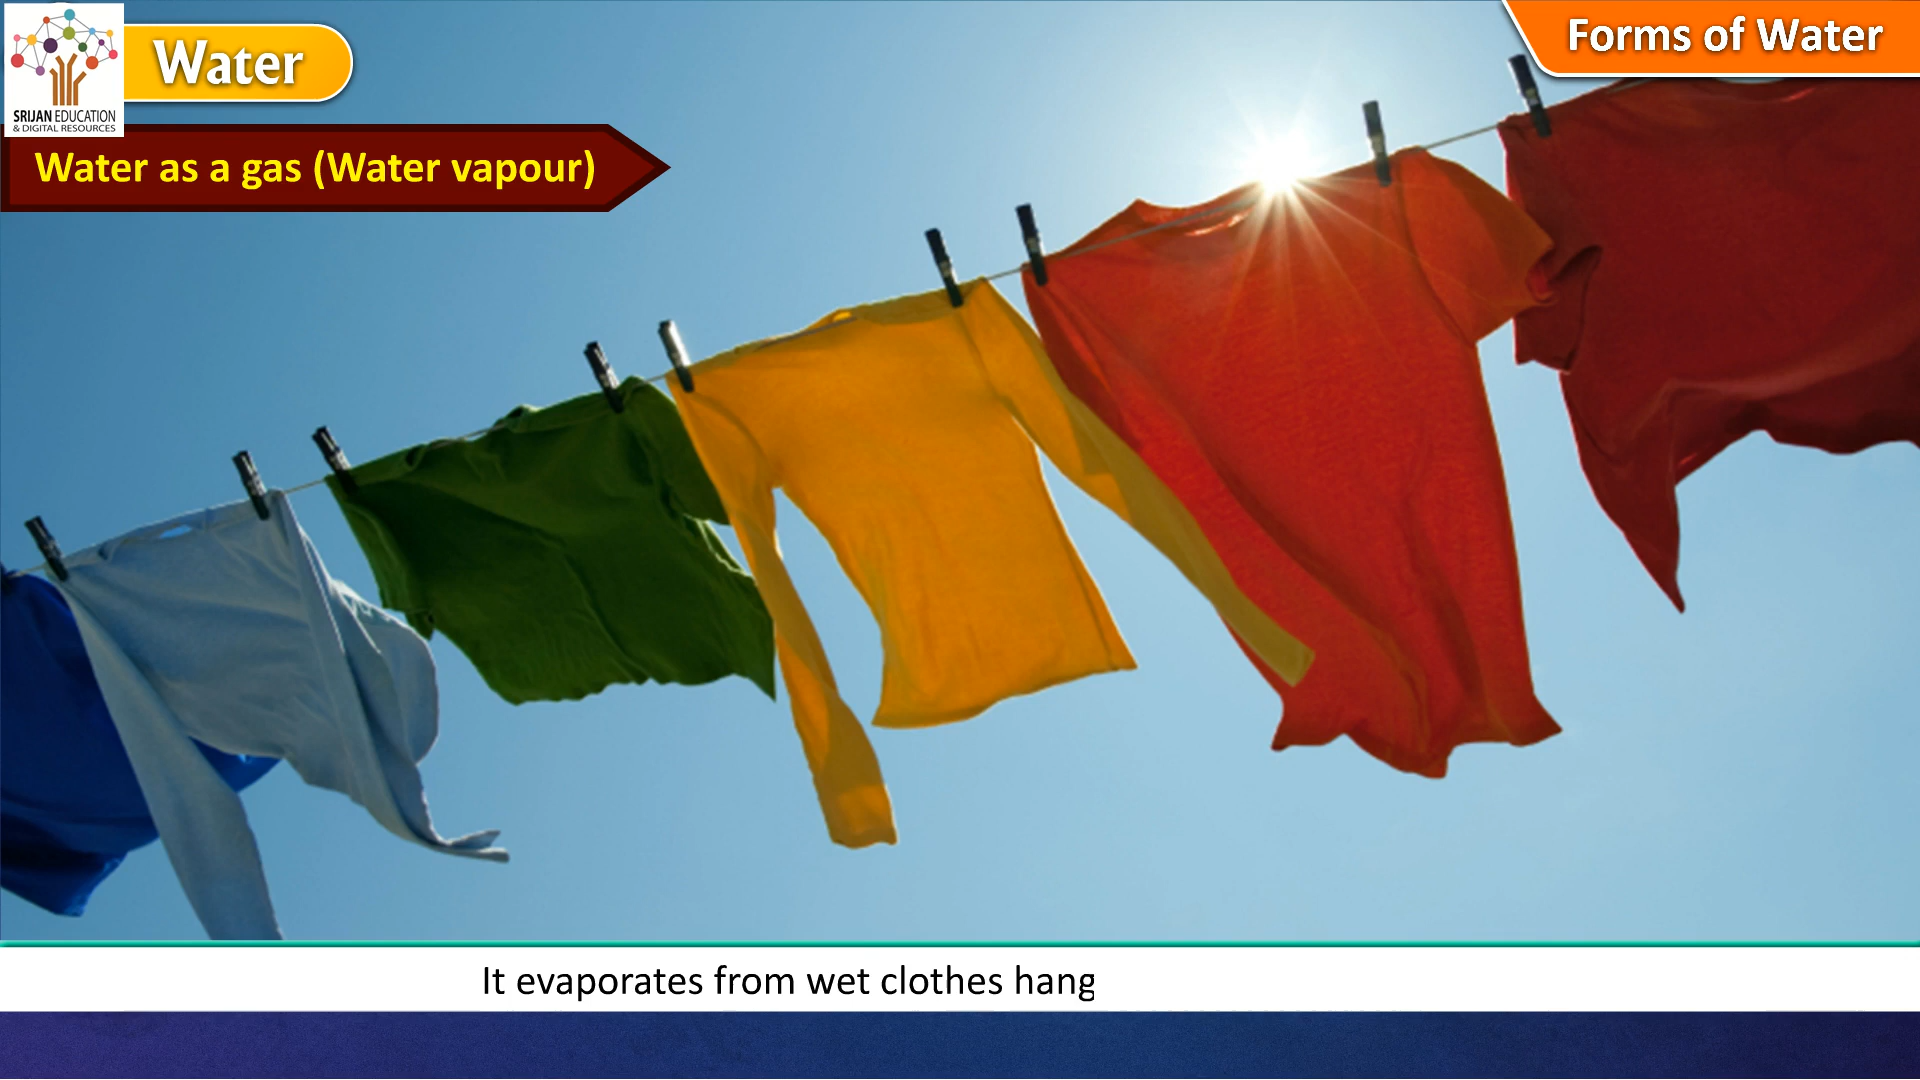 SRIJAN EDUCATION
& DIGITAL RESOURCES
Water
Forms of Water
Water as a gas (Water vapour)
It evaporates from wet clothes hang